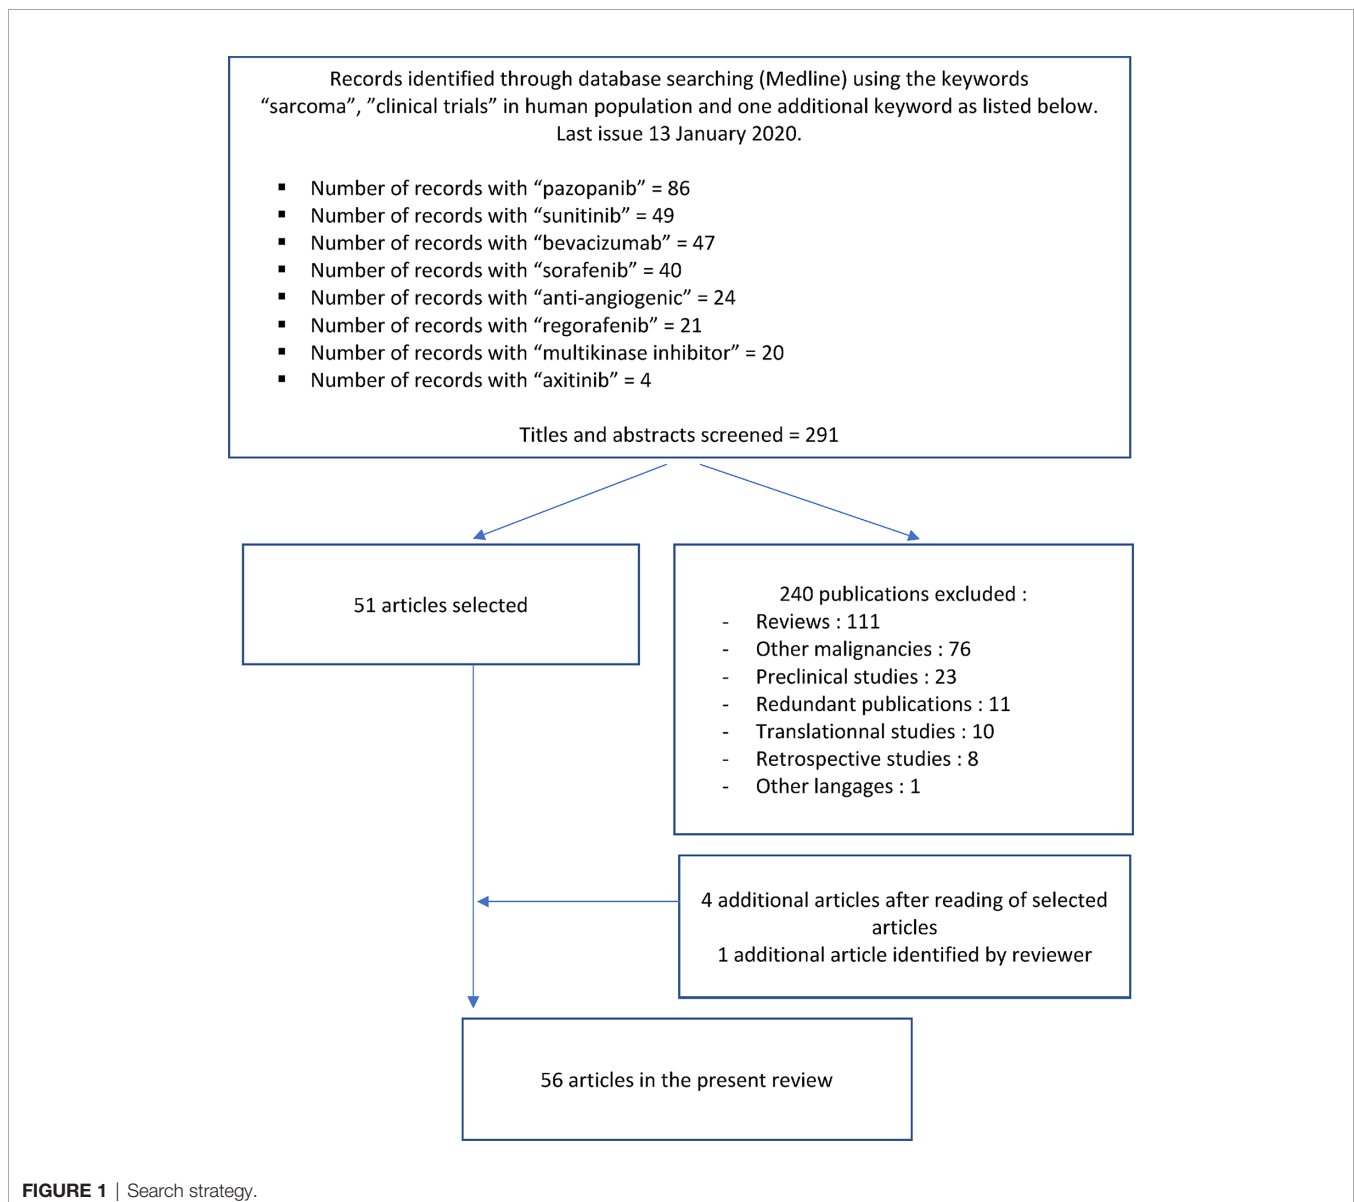 Records identified through database searching (Medline) using the keywords
“sarcoma”, ”clinical trials” in human population and one additional keyword as listed below.
Last issue 13 January 2020.
▪ Number of records with “pazopanib” = 86
▪ Number of records with “sunitinib” = 49
▪ Number of records with “bevacizumab” = 47
▪ Number of records with “sorafenib” = 40
▪ Number of records with “anti-angiogenic” = 24
▪ Number of records with “regorafenib” = 21
▪ Number of records with “multikinase inhibitor” = 20
▪ Number of records with “axitinib” = 4
Titles and abstracts screened = 291
51 articles selected
240 publications excluded :
- Reviews : 111
- Other malignancies : 76
- Preclinical studies : 23
- Redundant publications : 11
- Translationnal studies : 10
- Retrospective studies : 8
- Other langages : 1
4 additional articles after reading of selected
articles
1 additional article identified by reviewer
56 articles in the present review
FIGURE 1 | Search strategy.